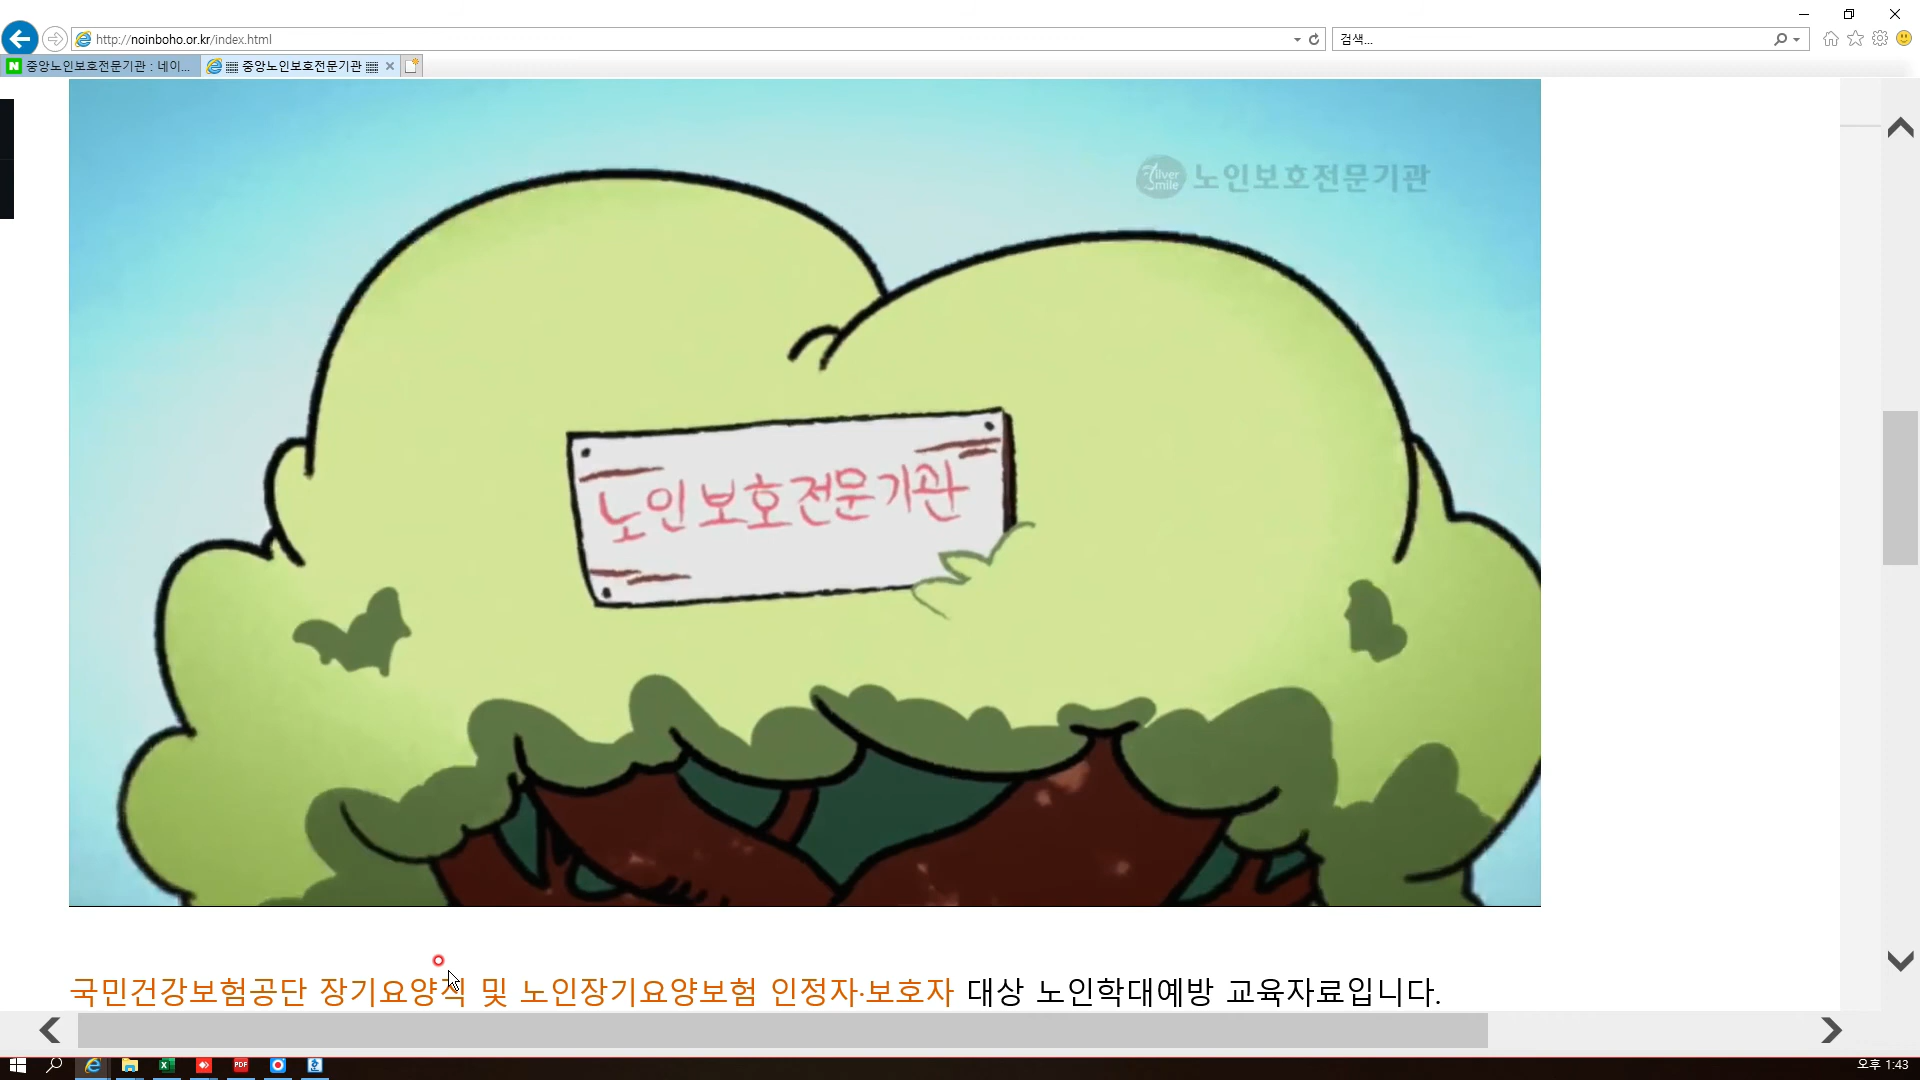 http://noinboho.or.kr/index.html
검색...
중앙노인보호전문기관 : 네이...
중앙노인보호전문기관
Silver Smile 노인보호전문기관
노인보호전문기관
국민건강보험공단 장기요양직 및 노인장기요양보험 인정자·보호자 대상 노인학대예방 교육자료입니다.
오후 1:43